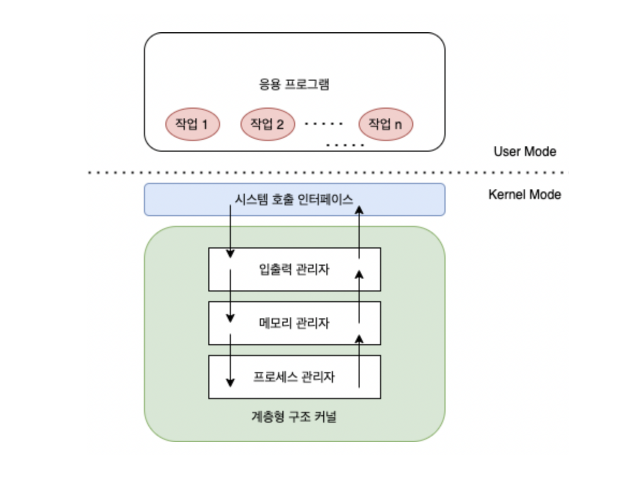 응용 프로그램
작업 1
작업 2
작업 n
User Mode
Kernel Mode
시스템 호출 인터페이스
입출력 관리자
메모리 관리자
프로세스 관리자
계층형 구조 커널